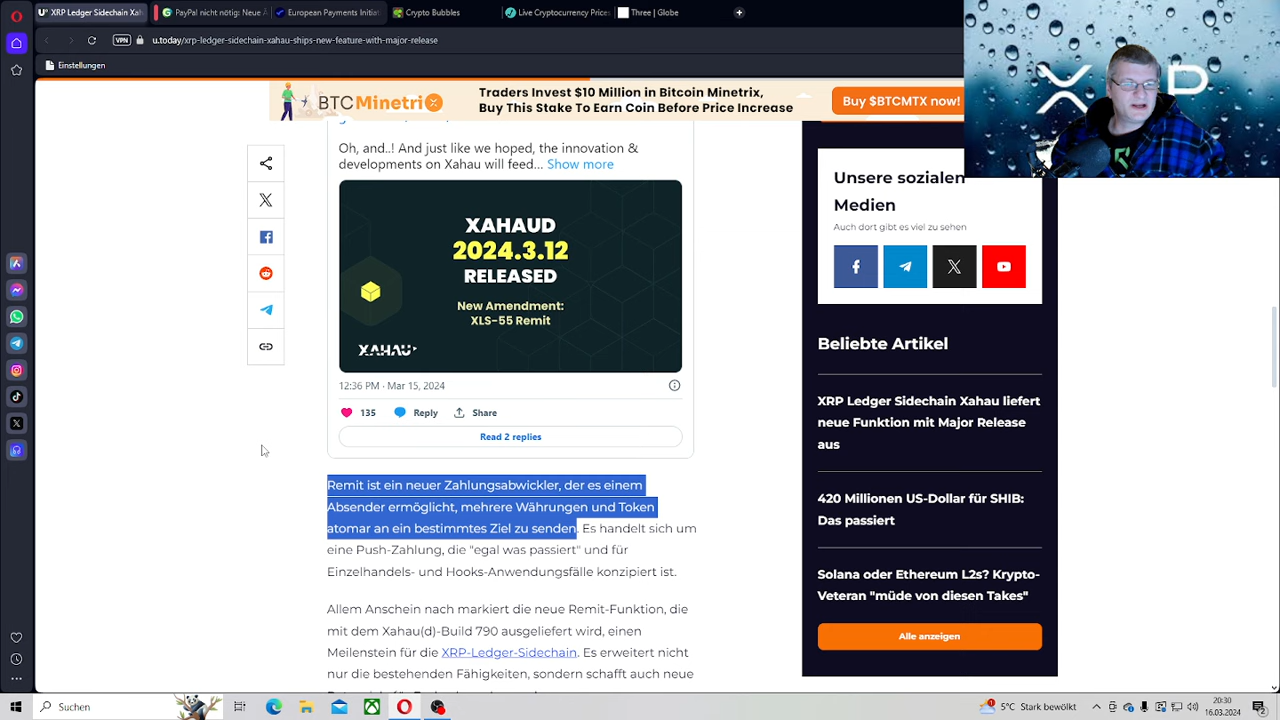 XRP Ledger Sidechain Xah
PayPal nicht nötig: Neue A
European Payments Initiat
Crypto Bubbles
Live Cryptocurrency Prices
Three | Globe
VPN
u.today/xrp-ledger-sidechain-xahau-ships-new-feature-with-major-release
Einstellungen
BTC Minetrix
Traders Invest $10 Million in Bitcoin Minetrix,
Buy This Stake To Earn Coin Before Price Increase
Buy $BTCMTX now!
Oh, and..! And just like we hoped, the innovation &
developments on Xahau will feed... Show more
XAHAUD
2024.3.12
RELEASED
New Amendment:
XLS-55 Remit
XAHAU
12:36 PM · Mar 15, 2024
135
Reply
Share
Read 2 replies
Remit ist ein neuer Zahlungsabwickler, der es einem
Absender ermöglicht, mehrere Währungen und Token
atomar an ein bestimmtes Ziel zu senden. Es handelt sich um
eine Push-Zahlung, die "egal was passiert" und für
Einzelhandels- und Hooks-Anwendungsfälle konzipiert ist.
Allem Anschein nach markiert die neue Remit-Funktion, die
mit dem Xahau(d)-Build 790 ausgeliefert wird, einen
Meilenstein für die XRP-Ledger-Sidechain. Es erweitert nicht
nur die bestehenden Fähigkeiten, sondern schafft auch neue
Unsere sozialen
Medien
Auch dort gibt es viel zu sehen
Beliebte Artikel
XRP Ledger Sidechain Xahau liefert
neue Funktion mit Major Release
aus
420 Millionen US-Dollar für SHIB:
Das passiert
Solana oder Ethereum L2s? Krypto-
Veteran "müde von diesen Takes"
Alle anzeigen
Suchen
5°C Stark bewölkt
20:30
16.03.2024